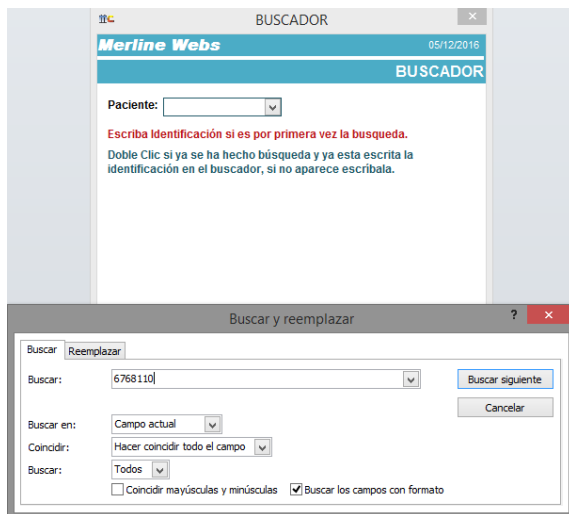 BUSCADOR
Merline Webs 05/12/2016
BUSCADOR
Paciente:
Escriba Identificación si es por primera vez la busqueda.
Doble Clic si ya se ha hecho búsqueda y ya esta escrita la
identificación en el buscador, si no aparece escríbala.
Buscar y reemplazar ?
Buscar Reemplazar
Buscar: 6768110 Buscar siguiente
Cancelar
Buscar en: Campo actual
Coincidir: Hacer coincidir todo el campo
Buscar: Todos
Coincidir mayúsculas y minúsculas Buscar los campos con formato